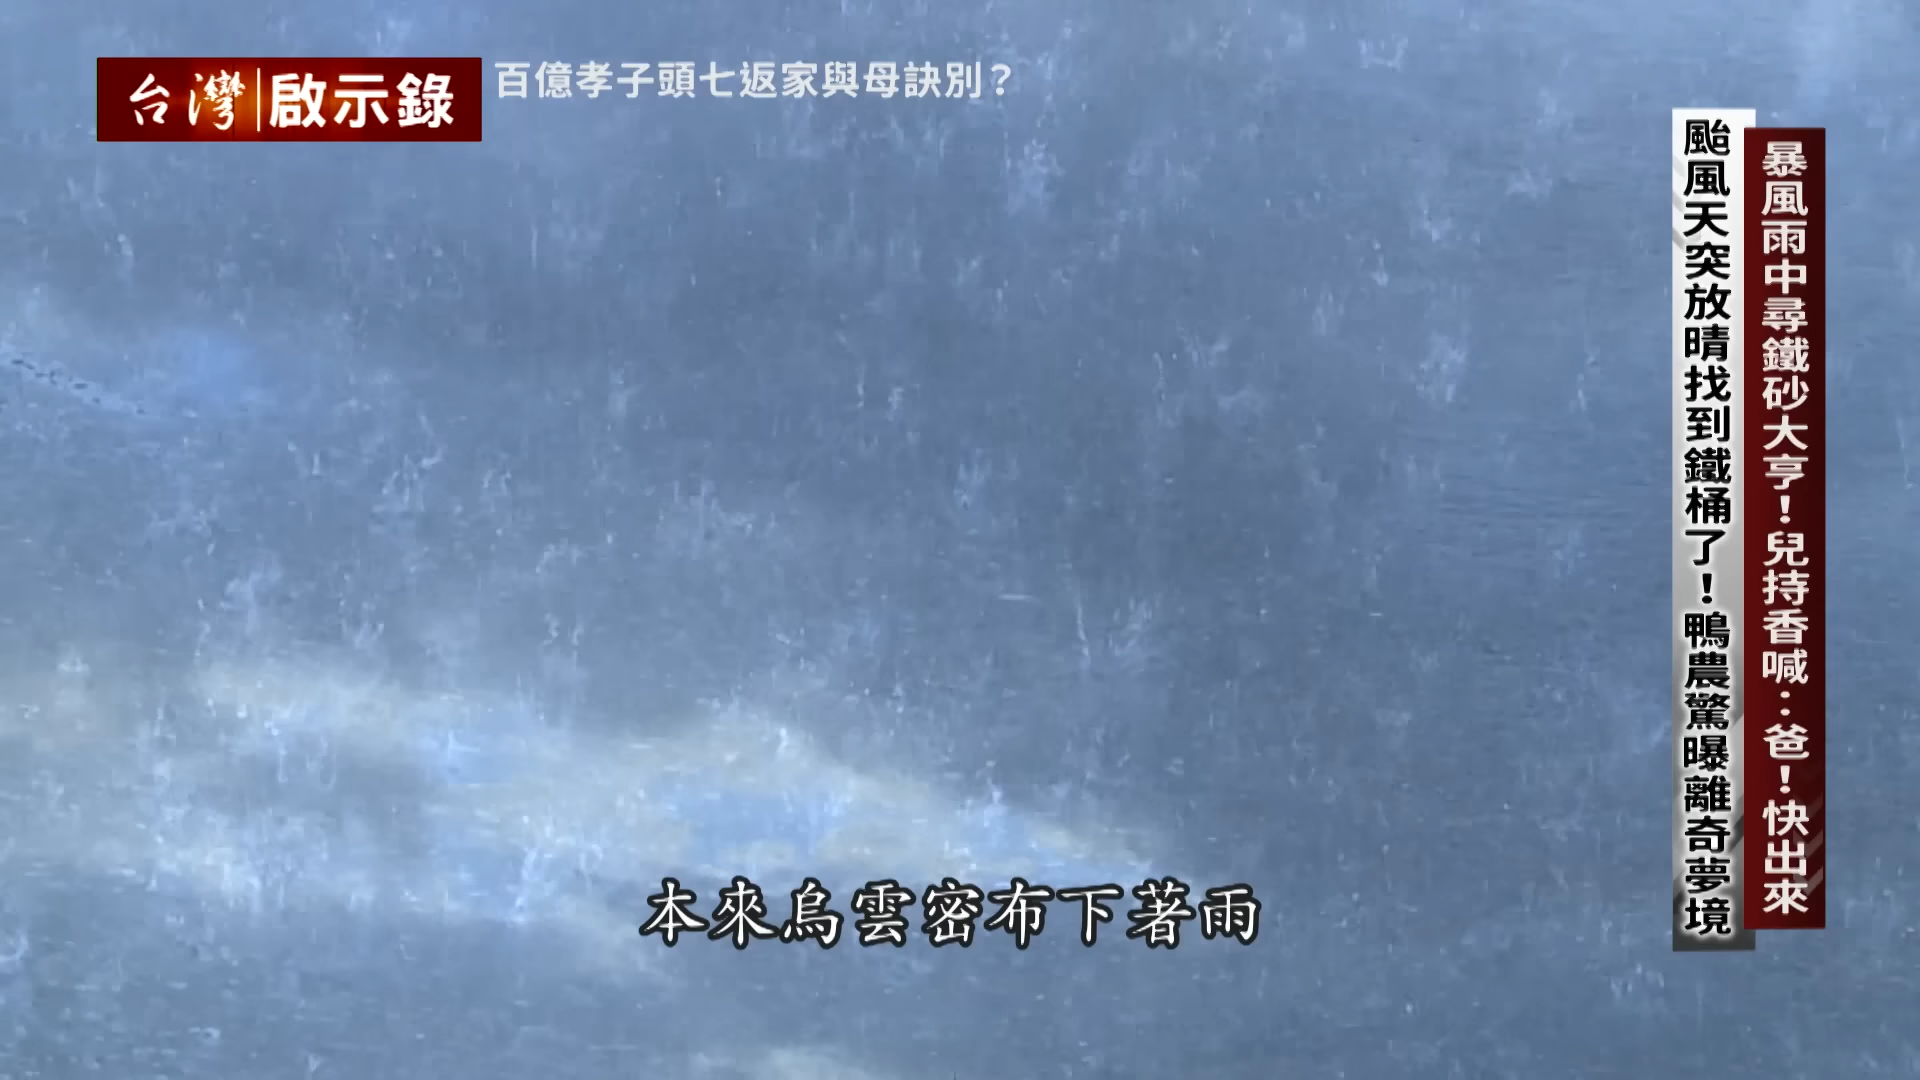 台灣啟示錄
百億孝子頭七返家與母訣別？
暴風雨中尋鐵砂大亨！兒持香喊：爸！快出來
颱風天突放晴找到鐵桶了！鴨農驚曝離奇夢境
本來烏雲密布下著雨